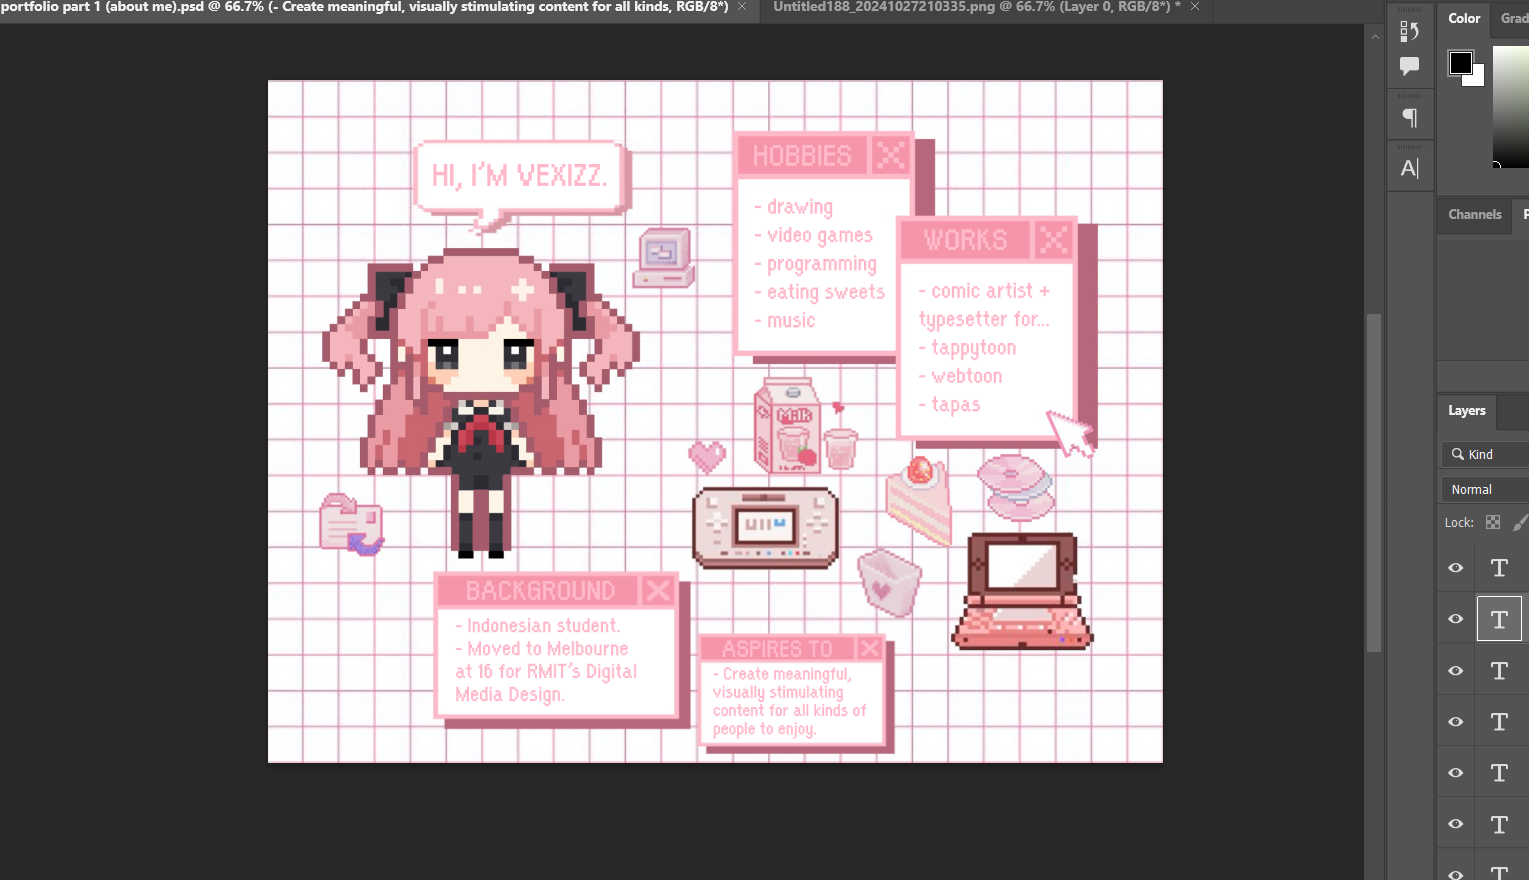 portfolio part 1 (about me).psd @ 66.7% (- Create meaningful, visually stimulating content for all kinds, RGB/8*)
Untitled188_20241027210335.png @ 66.7% (Layer 0, RGB/8*) *
Color
Grad
HI, I'M VEXIZZ.
HOBBIES
- drawing
- video games
- programming
- eating sweets
- music
WORKS
- comic artist +
typesetter for...
- tappytoon
- webtoon
- tapas
MILK
BACKGROUND
- Indonesian student.
- Moved to Melbourne
at 16 for RMIT's Digital
Media Design.
ASPIRES TO
- Create meaningful,
visually stimulating
content for all kinds of
people to enjoy.
Channels
P
Layers
Kind
Normal
Lock: